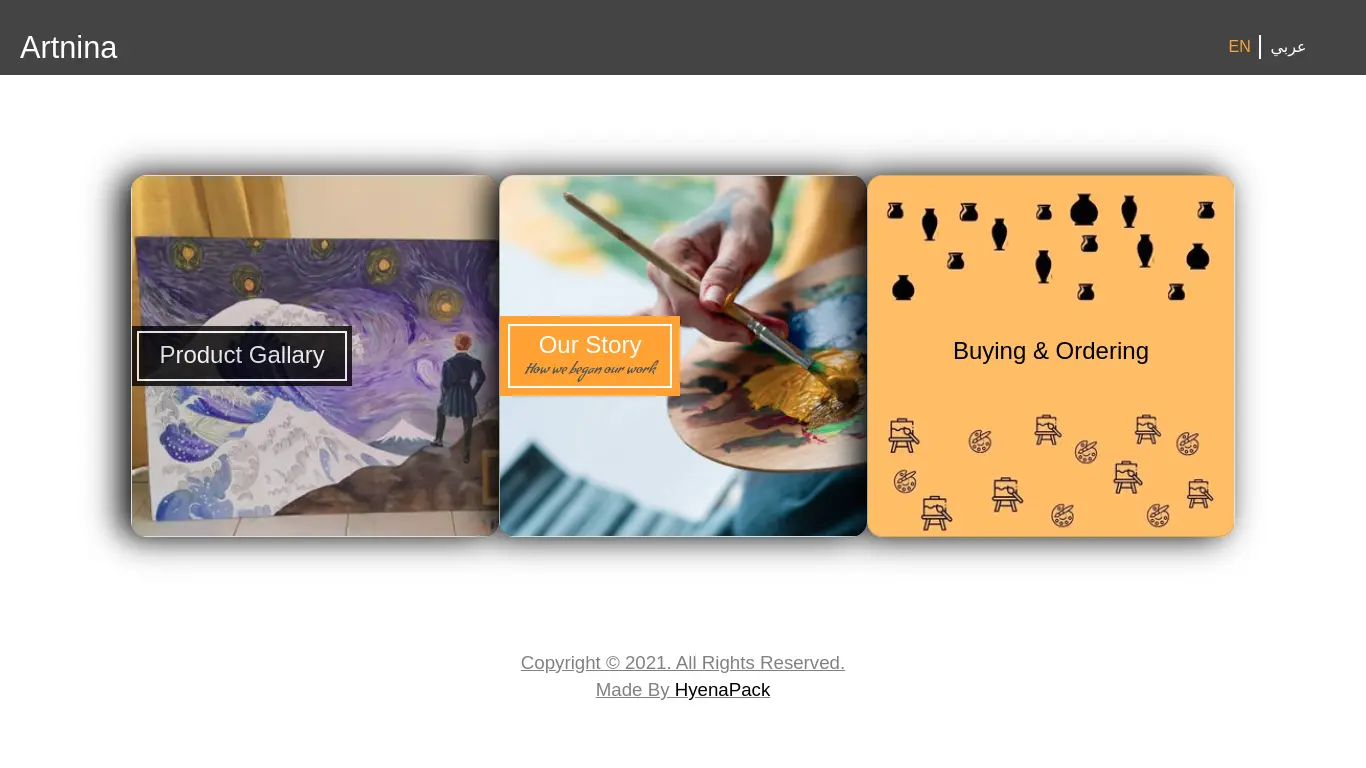 Artnina
EN
عربي
Product Gallary
Our Story
How we began our work
Buying & Ordering
Copyright © 2021. All Rights Reserved.
Made By HyenaPack